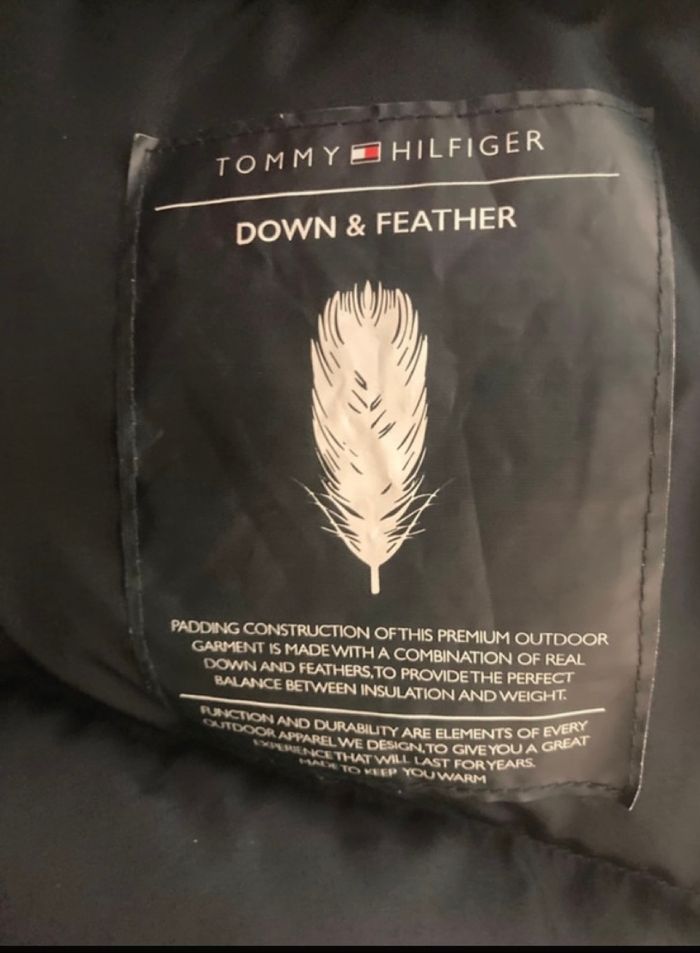 TOMMY HILFIGER
DOWN & FEATHER
PADDING CONSTRUCTION OF THIS PREMIUM OUTDOOR
GARMENT IS MADE WITH A COMBINATION OF REAL
DOWN AND FEATHERS, TO PROVIDE THE PERFECT
BALANCE BETWEEN INSULATION AND WEIGHT.
FUNCTION AND DURABILITY ARE ELEMENTS OF EVERY
OUTDOOR APPAREL WE DESIGN, TO GIVE YOU A GREAT
EXPERIENCE THAT WILL LAST FOR YEARS.
MADE TO KEEP YOU WARM